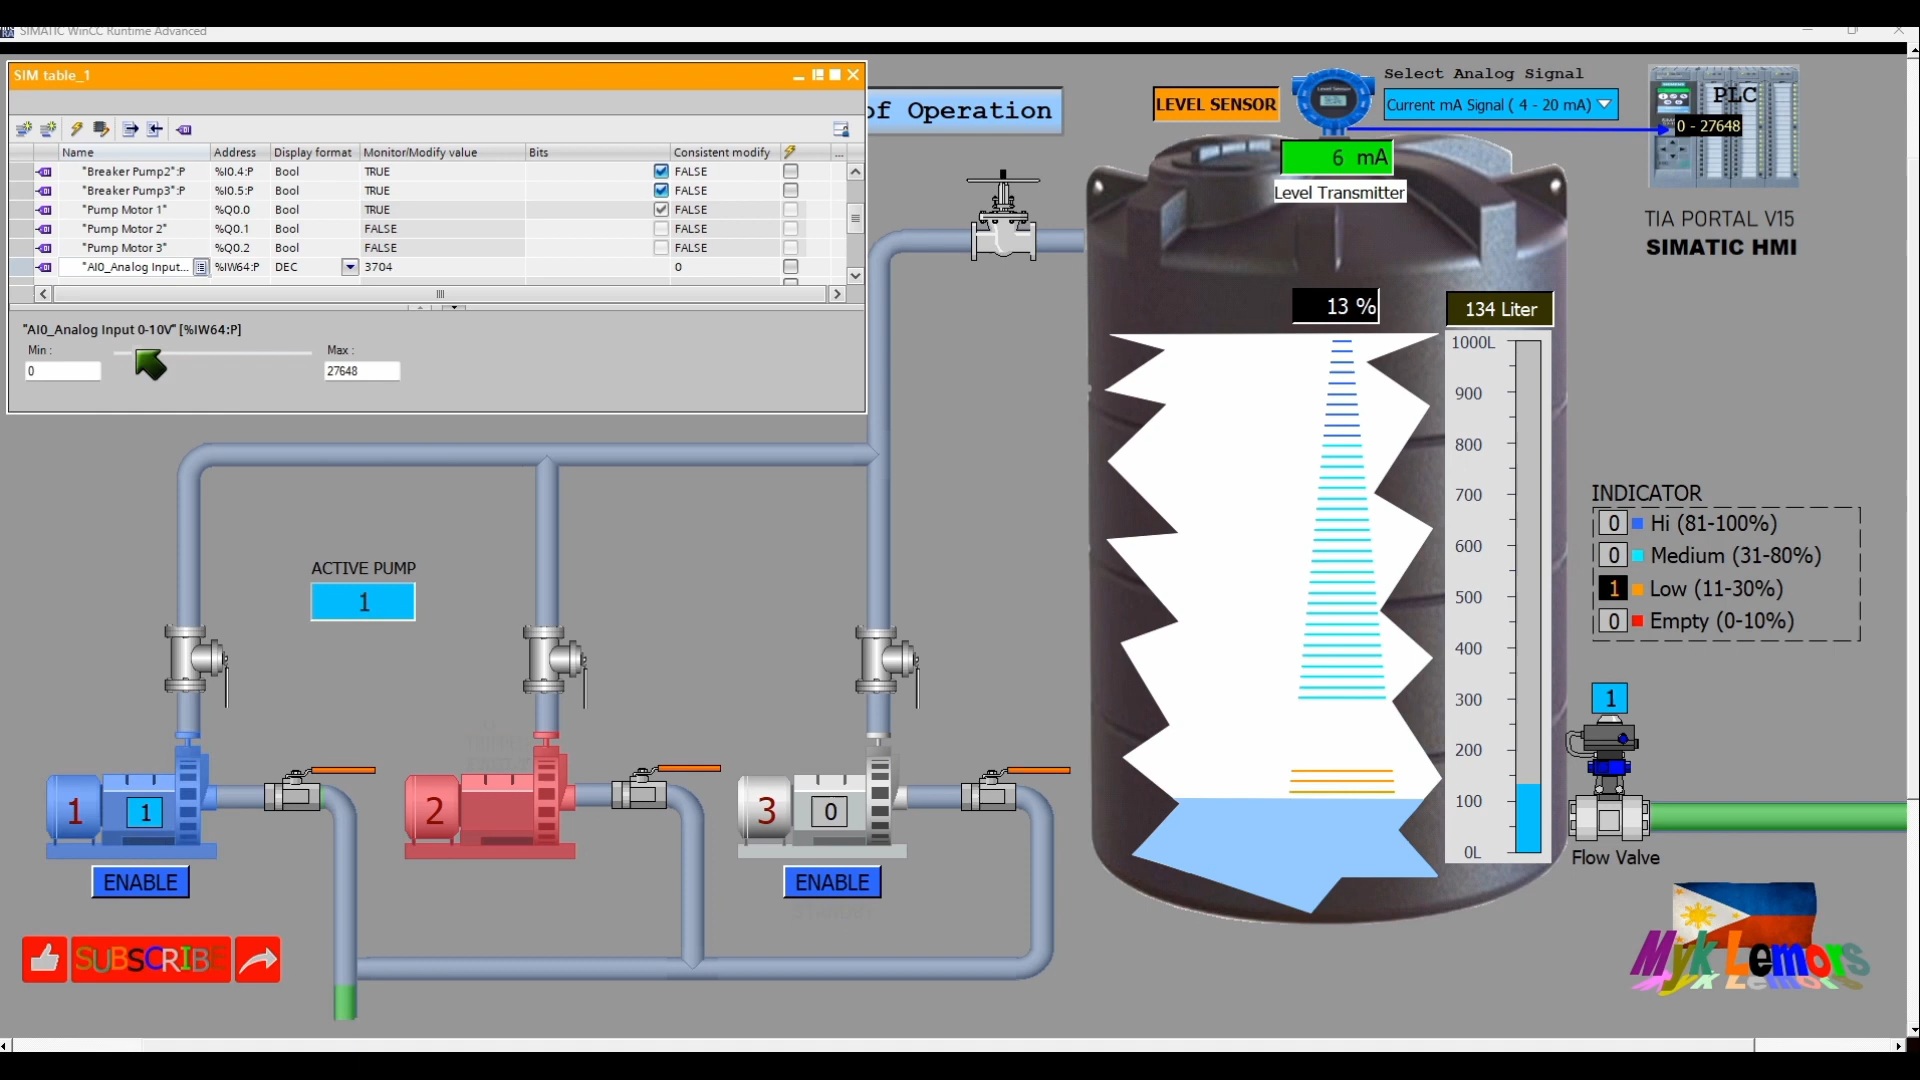 SIMATIC WinCC Runtime Advanced
SIM table_1
Name Address Display format Monitor/Modify value Bits Consistent modify ...
"Breaker Pump2":P %I0.4:P Bool TRUE FALSE
"Breaker Pump3":P %I0.5:P Bool TRUE FALSE
"Pump Motor 1" %Q0.0 Bool TRUE FALSE
"Pump Motor 2" %Q0.1 Bool FALSE FALSE
"Pump Motor 3" %Q0.2 Bool FALSE FALSE
"AI0_Analog Input... %IW64:P DEC 3704 0
"AI0_Analog Input 0-10V" [%IW64:P]
Min :
0
Max :
27648
of Operation
LEVEL SENSOR
Select Analog Signal
Current mA Signal ( 4 - 20 mA)
6 mA
Level Transmitter
PLC
0 - 27648
TIA PORTAL V15
SIMATIC HMI
13 %
134 Liter
1000L
900
800
700
600
500
400
300
200
100
0L
INDICATOR
0 Hi (81-100%)
0 Medium (31-80%)
1 Low (11-30%)
0 Empty (0-10%)
ACTIVE PUMP
1
1 1
2
3 0
ENABLE
ENABLE
STANDBY
1
Flow Valve
SUBSCRIBE
Myk Lemors